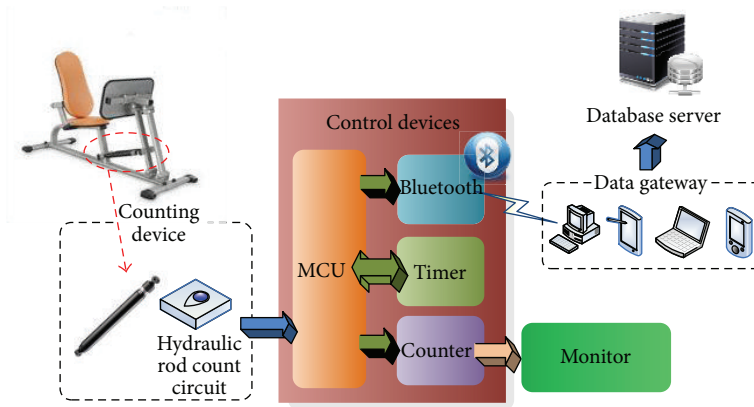 Database server
Control devices
Data gateway
Bluetooth
Counting
device
MCU
Timer
Hydraulic
rod count
circuit
Counter
Monitor